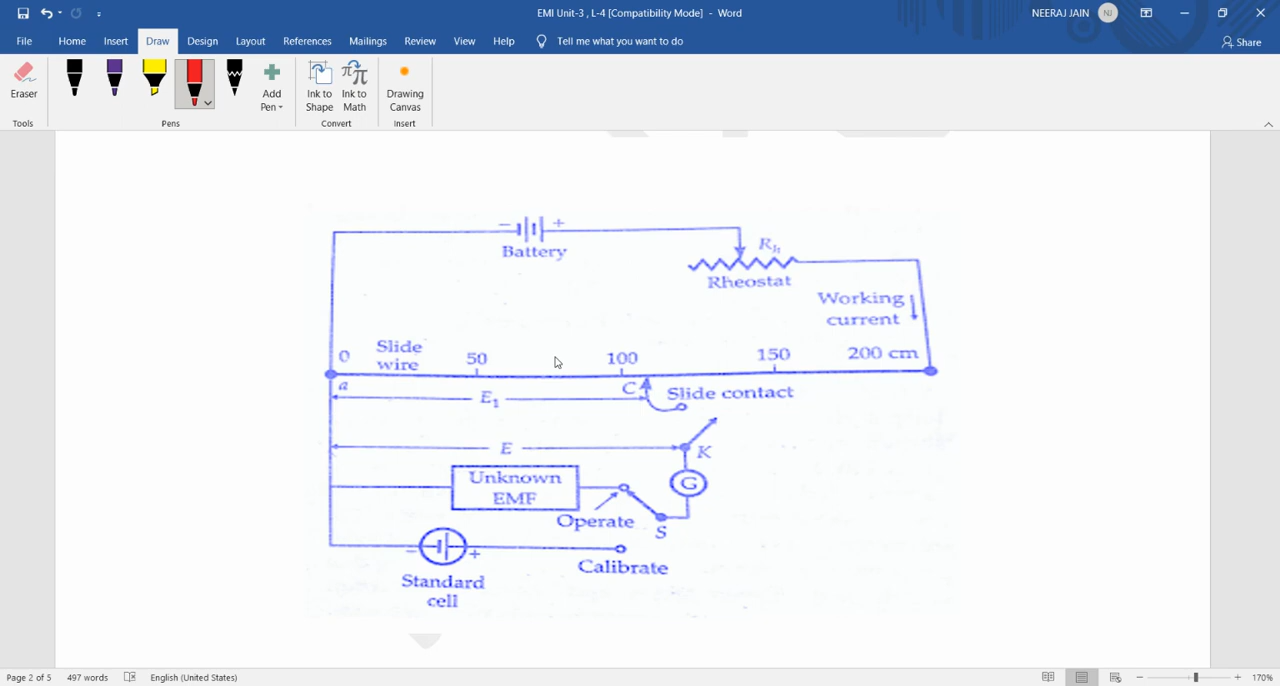 EMI Unit-3 , L-4 [Compatibility Mode] - Word
NEERAJ JAIN NJ
File Home Insert Draw Design Layout References Mailings Review View Help Tell me what you want to do Share
Eraser
Add Pen
Ink to Shape
Ink to Math
Drawing Canvas
Tools Pens Convert Insert
− +
Battery
Rh
Rheostat
Working
current
0 Slide wire 50 100 150 200 cm
a
E1
C
Slide contact
E
K
Unknown
EMF
G
Operate
S
− +
Calibrate
Standard
cell
Page 2 of 5 497 words English (United States) − + 170%